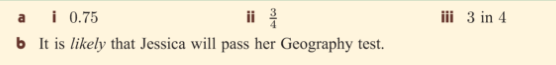 a i 0.75 ii 3/4 iii 3 in 4
b It is likely that Jessica will pass her Geography test.